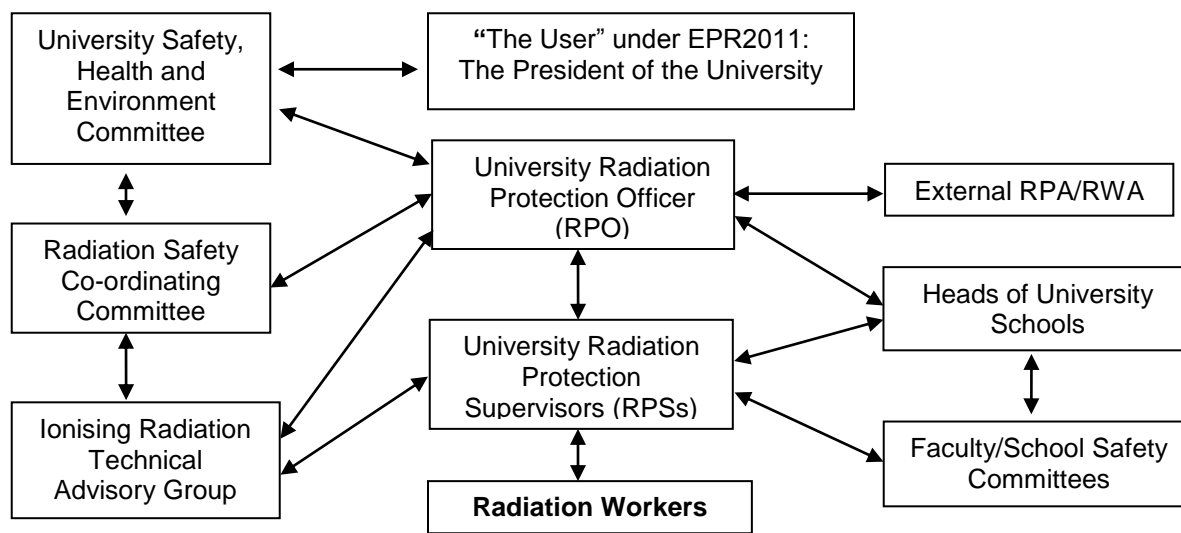 University Safety,
Health and
Environment
Committee
“The User” under EPR2011:
The President of the University
University Radiation
Protection Officer
(RPO)
External RPA/RWA
Radiation Safety
Co-ordinating
Committee
Heads of University
Schools
University Radiation
Protection
Supervisors (RPSs)
Ionising Radiation
Technical
Advisory Group
Faculty/School Safety
Committees
Radiation Workers